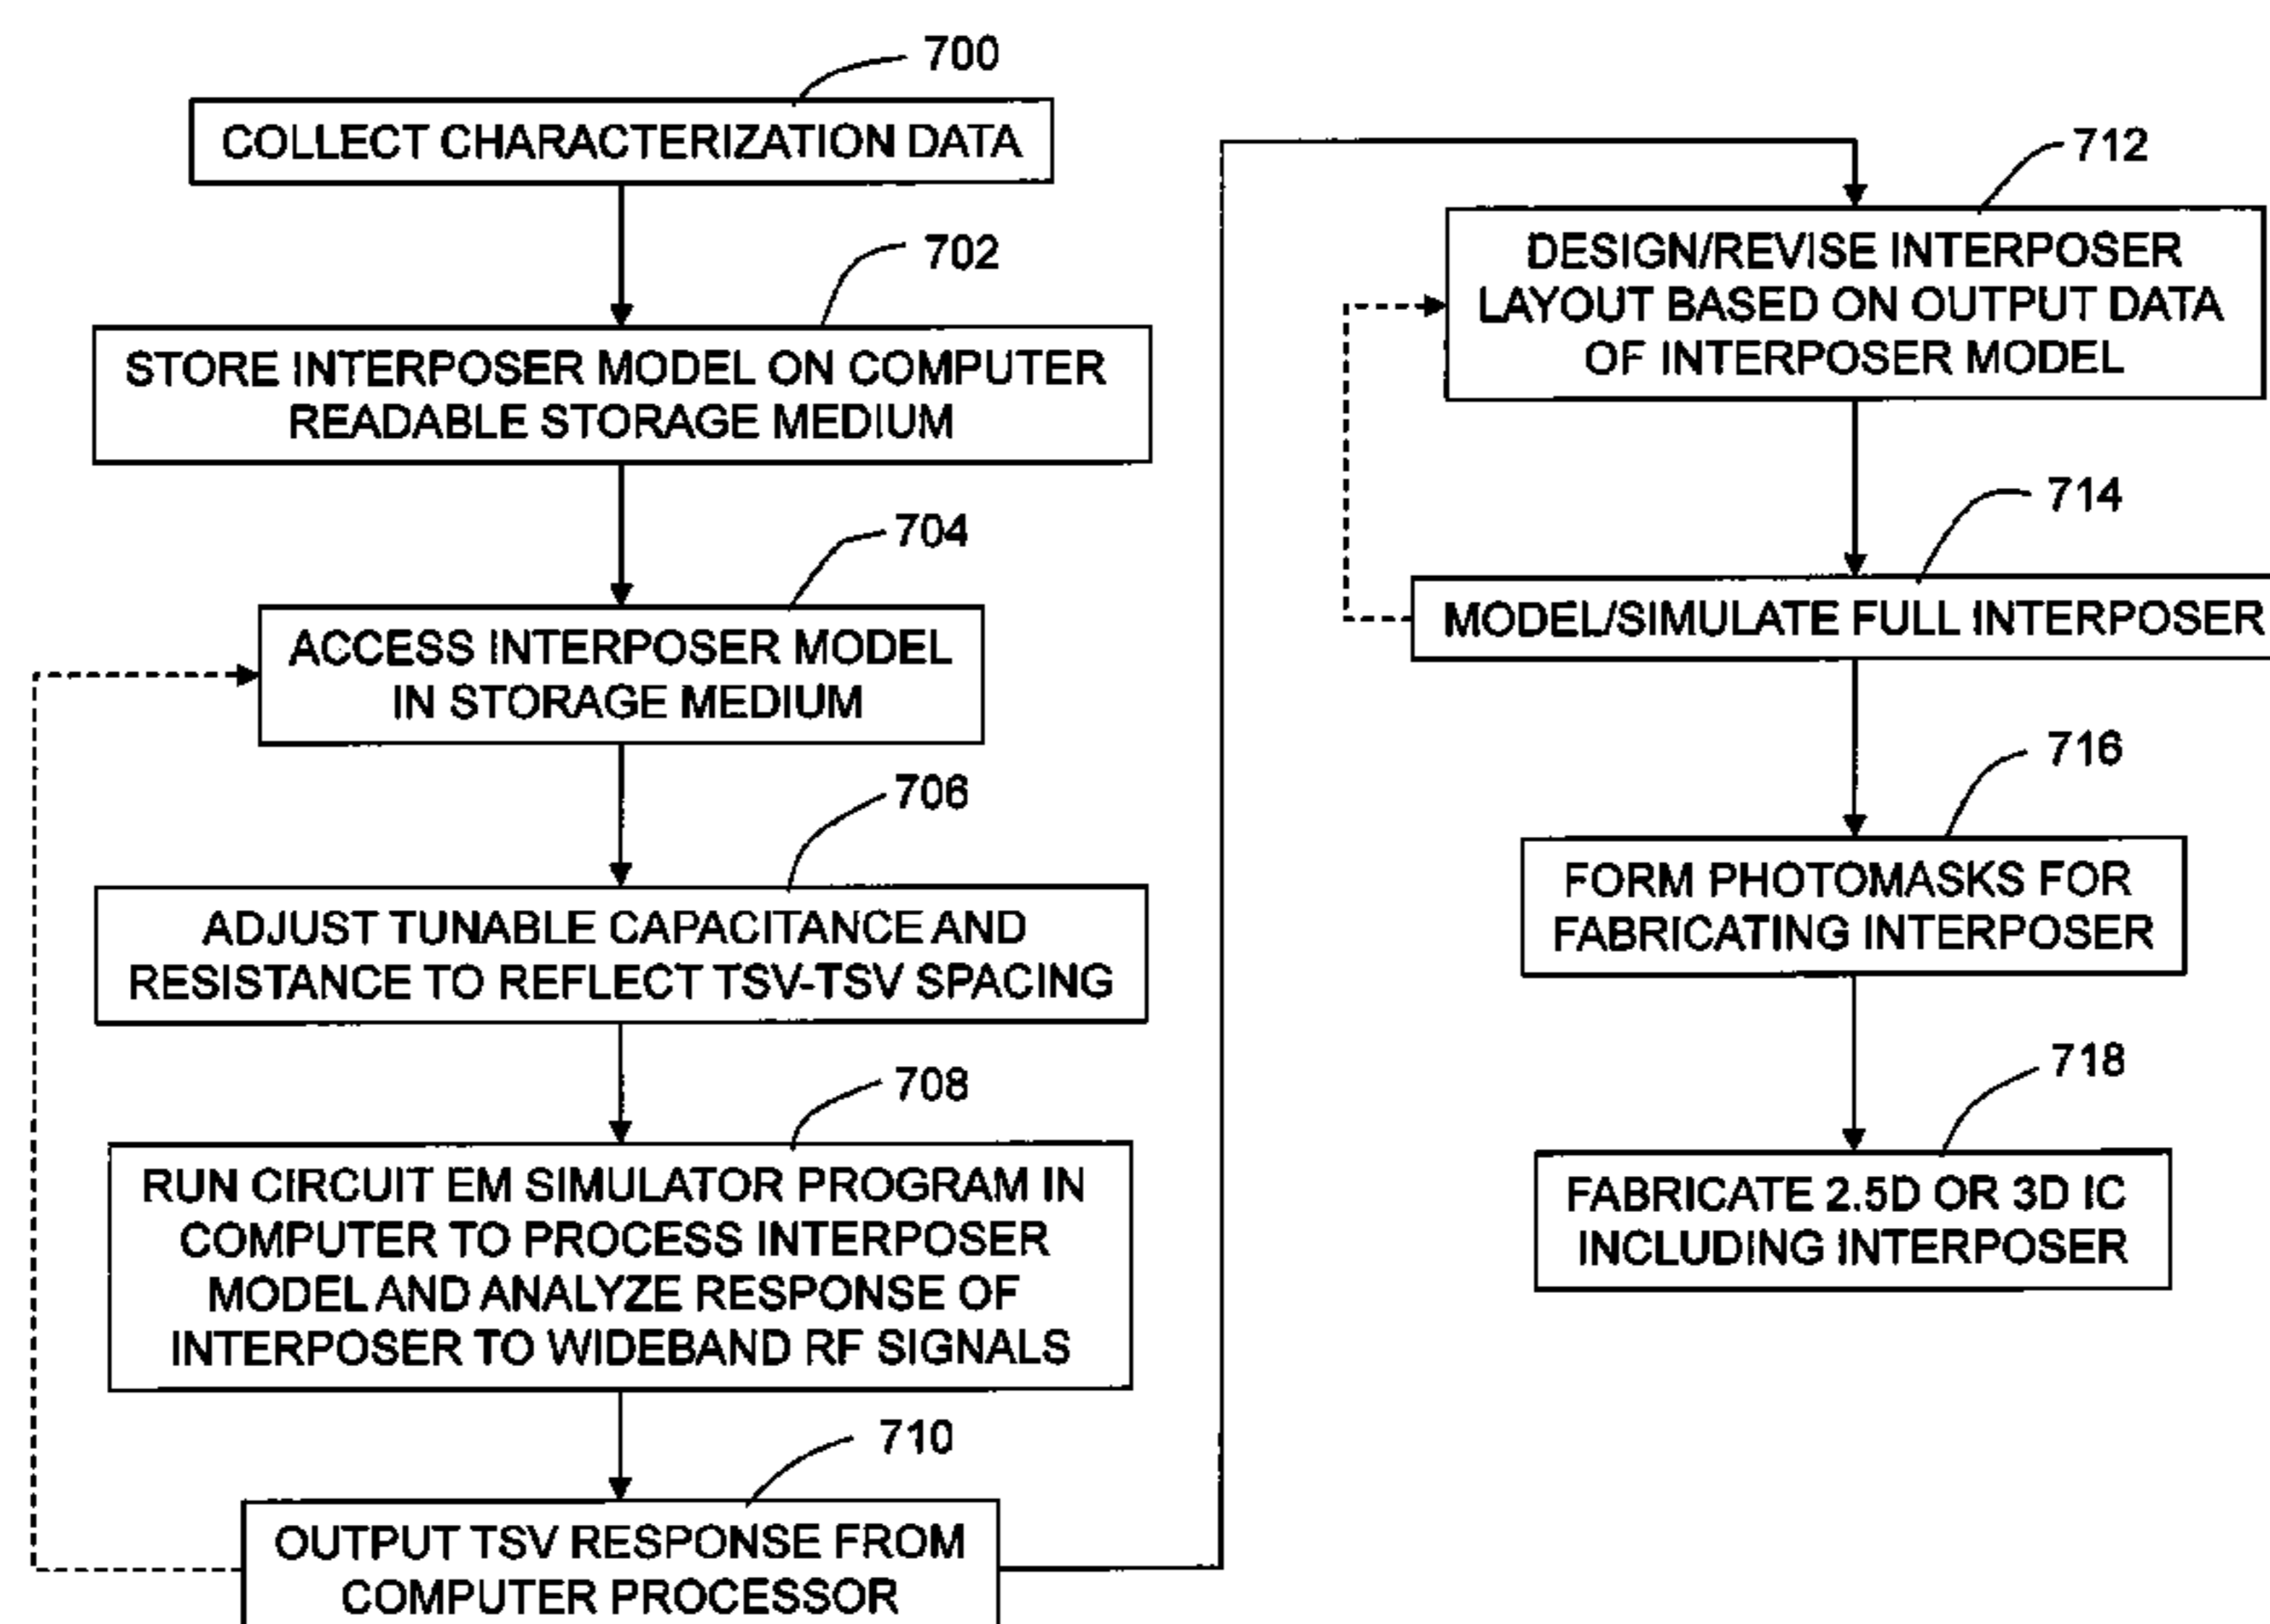 700
COLLECT CHARACTERIZATION DATA
702
STORE INTERPOSER MODEL ON COMPUTER
READABLE STORAGE MEDIUM
704
ACCESS INTERPOSER MODEL
IN STORAGE MEDIUM
706
ADJUST TUNABLE CAPACITANCE AND
RESISTANCE TO REFLECT TSV-TSV SPACING
708
RUN CIRCUIT EM SIMULATOR PROGRAM IN
COMPUTER TO PROCESS INTERPOSER
MODEL AND ANALYZE RESPONSE OF
INTERPOSER TO WIDEBAND RF SIGNALS
710
OUTPUT TSV RESPONSE FROM
COMPUTER PROCESSOR
712
DESIGN/REVISE INTERPOSER
LAYOUT BASED ON OUTPUT DATA
OF INTERPOSER MODEL
714
MODEL/SIMULATE FULL INTERPOSER
716
FORM PHOTOMASKS FOR
FABRICATING INTERPOSER
718
FABRICATE 2.5D OR 3D IC
INCLUDING INTERPOSER